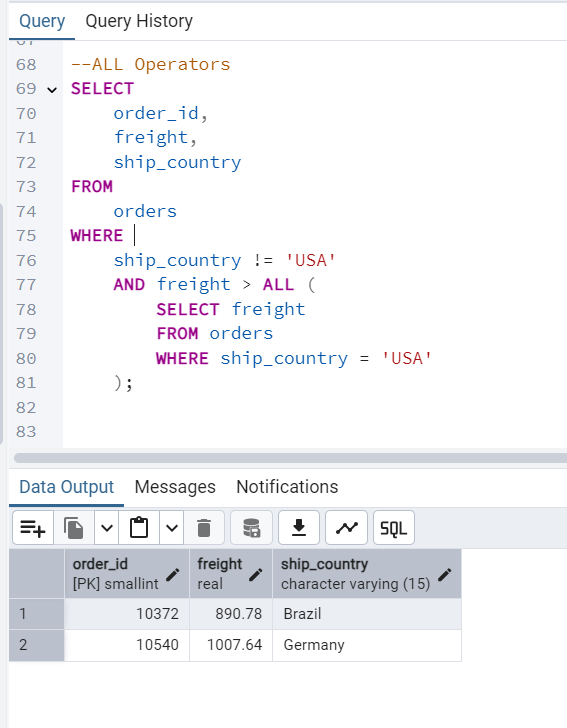 Query Query History
67
68 --ALL Operators
69 SELECT
70 order_id,
71 freight,
72 ship_country
73 FROM
74 orders
75 WHERE
76 ship_country != 'USA'
77 AND freight > ALL (
78 SELECT freight
79 FROM orders
80 WHERE ship_country = 'USA'
81 );
82
83
Data Output Messages Notifications
SQL
order_id freight ship_country
[PK] smallint real character varying (15)
1 10372 890.78 Brazil
2 10540 1007.64 Germany